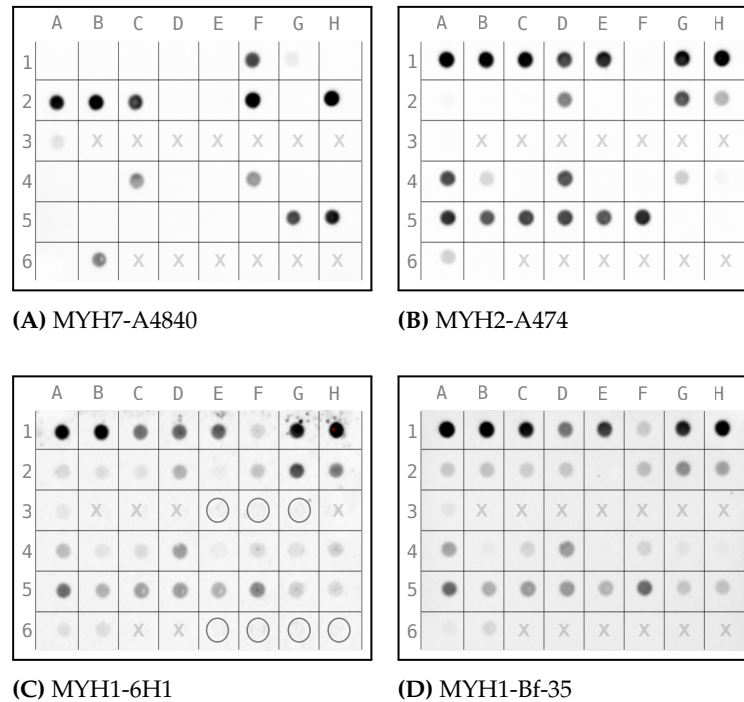 A B C D E F G H
1
2
3 X X X X X X X
4
5
6 X X X X X X
(A) MYH7-A4840
A B C D E F G H
1
2
3 X X X X X X X
4
5
6 X X X X X X
(B) MYH2-A474
A B C D E F G H
1
2
3 X X X X
4
5
6 X X
(C) MYH1-6H1
A B C D E F G H
1
2
3 X X X X X X X
4
5
6 X X X X X X
(D) MYH1-Bf-35